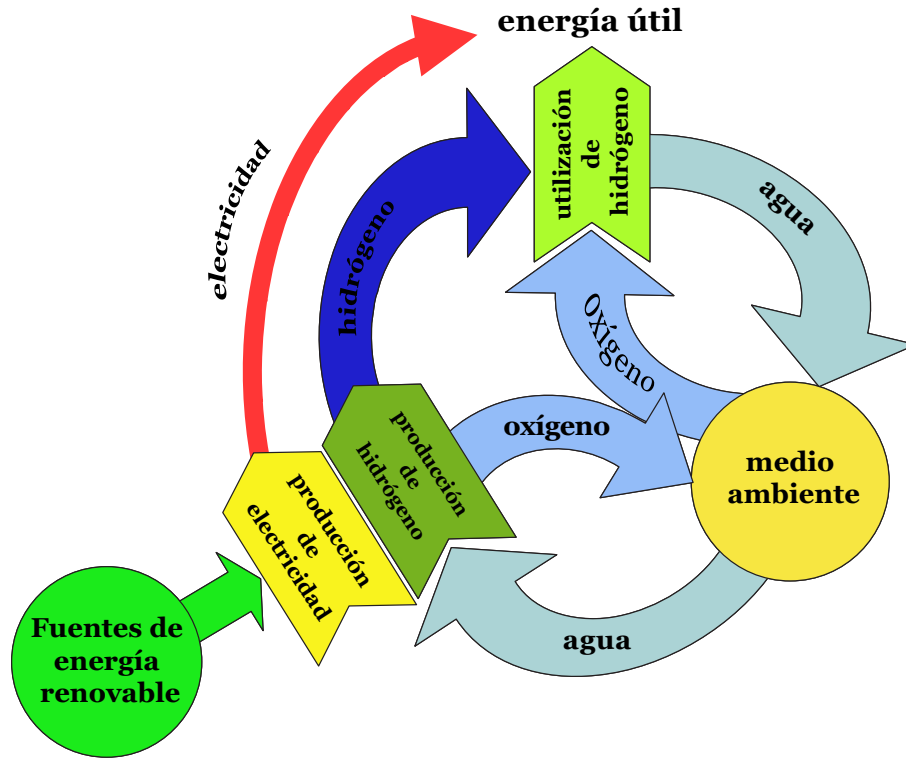 energía útil
electricidad
hidrógeno
utilización
de
hidrógeno
agua
Oxígeno
oxígeno
producción
de
hidrógeno
producción
de
electricidad
medio
ambiente
agua
Fuentes de
energía
renovable